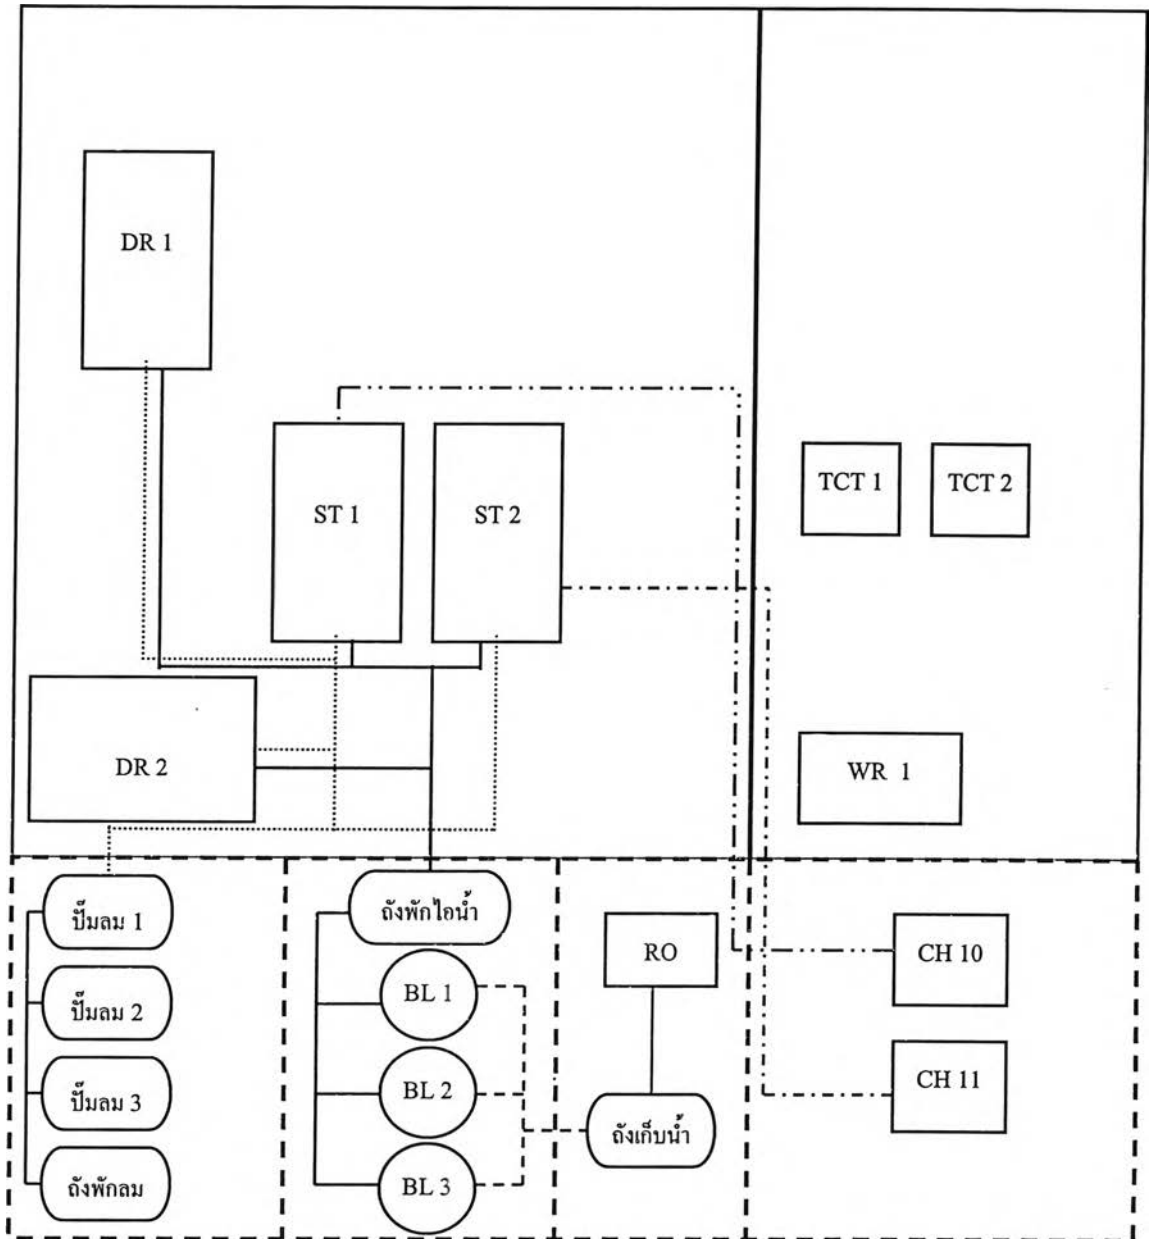 DR 1
ST 1
ST 2
TCT 1
TCT 2
DR 2
WR 1
ปั๊มลม 1
ปั๊มลม 2
ปั๊มลม 3
ถังพักลม
ถังพักไอน้ำ
BL 1
BL 2
BL 3
RO
ถังเก็บน้ำ
CH 10
CH 11